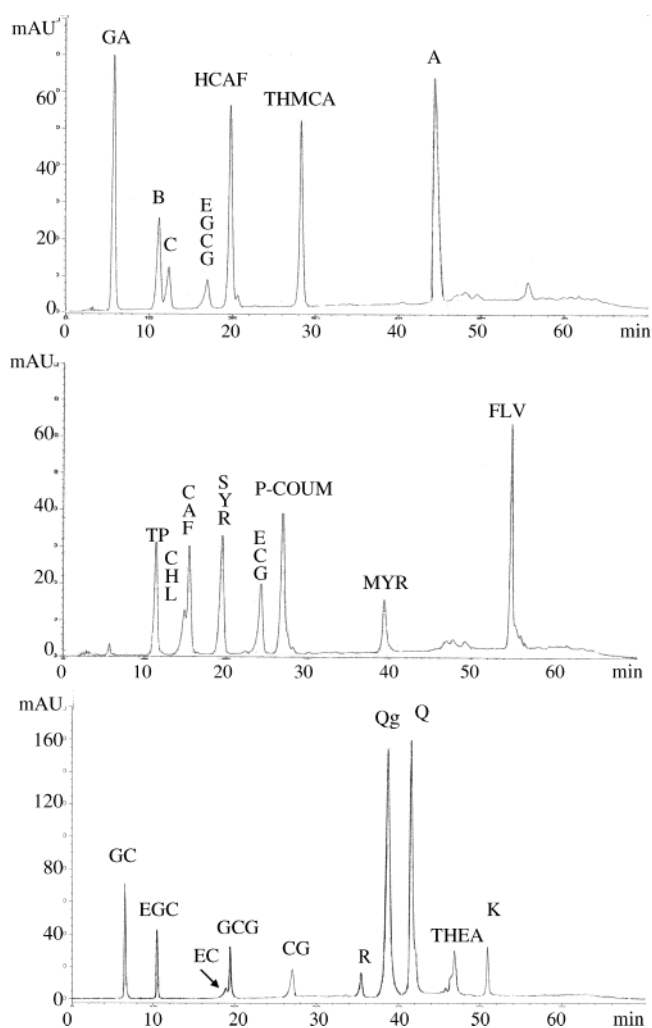 mAU
GA
A
HCAF
THMCA
60
40
B
E
G
C
G
C
20
0
0 10 20 30 40 50 60 min
mAU
FLV
60
C
A
F
S
Y
R
P-COUM
40
TP
C
H
L
E
C
G
20
MYR
0
0 10 20 30 40 50 60 min
mAU
Qg Q
160
120
80
GC
EGC
GCG
40
EC
CG
R
THEA
K
0
0 10 20 30 40 50 60 min